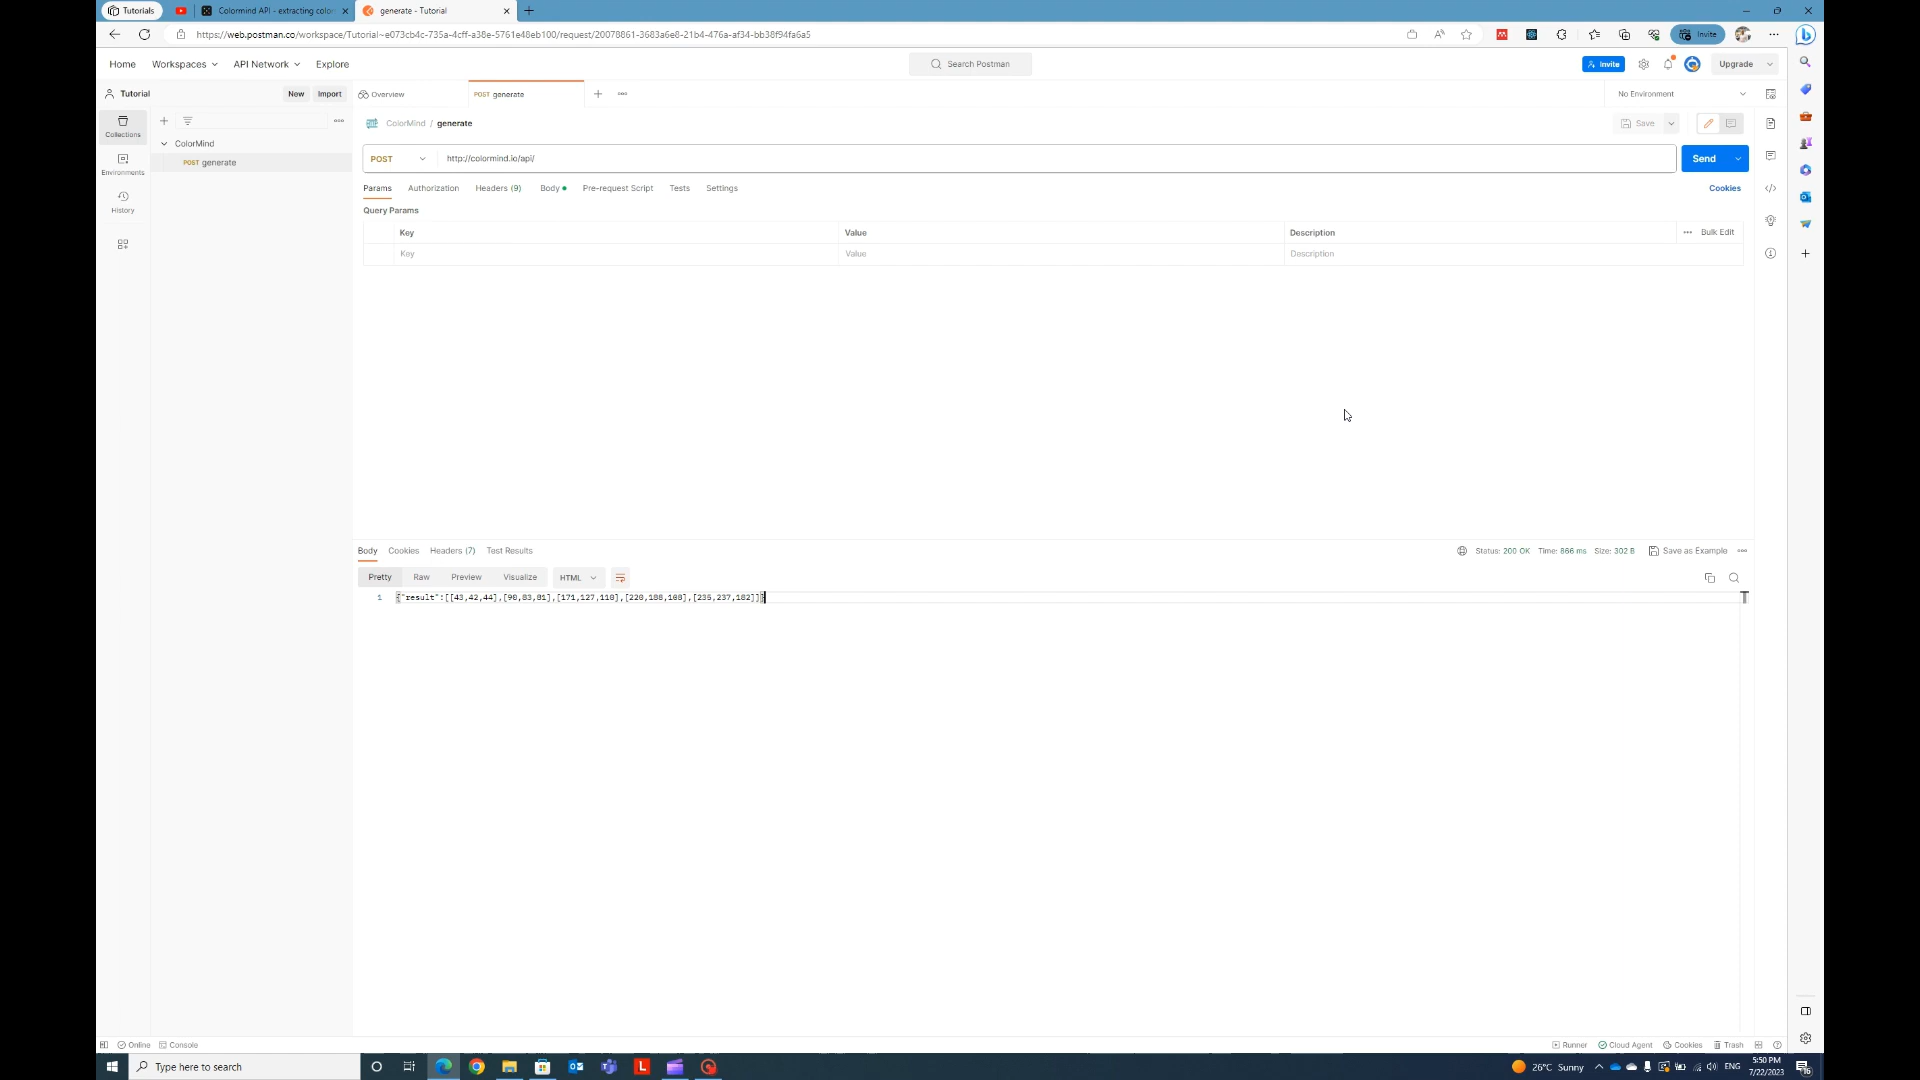 Tutorials
Colormind API - extracting color
generate - Tutorial
https://web.postman.co/workspace/Tutorial~e073cb4c-735a-4cff-a38e-5761e48eb100/request/20078861-3683a6e8-21b4-476a-af34-bb38f94fa6a5
Invite
Home
Workspaces
API Network
Explore
Search Postman
Invite
Upgrade
Tutorial
New
Import
Overview
POST generate
No Environment
Collections
ColorMind
ColorMind / generate
Save
POST generate
POST
http://colormind.io/api/
Send
Environments
Params
Authorization
Headers (9)
Body
Pre-request Script
Tests
Settings
Cookies
History
Query Params
Key
Value
Description
Bulk Edit
Key
Value
Description
Body
Cookies
Headers (7)
Test Results
Status: 200 OK
Time: 866 ms
Size: 302 B
Save as Example
Pretty
Raw
Preview
Visualize
HTML
1
{"result":[[43,42,44],[90,83,81],[171,127,110],[220,188,168],[235,237,182]]}
Online
Console
Runner
Cloud Agent
Cookies
Trash
Type here to search
L
26°C Sunny
ENG
5:50 PM
7/22/2023
16